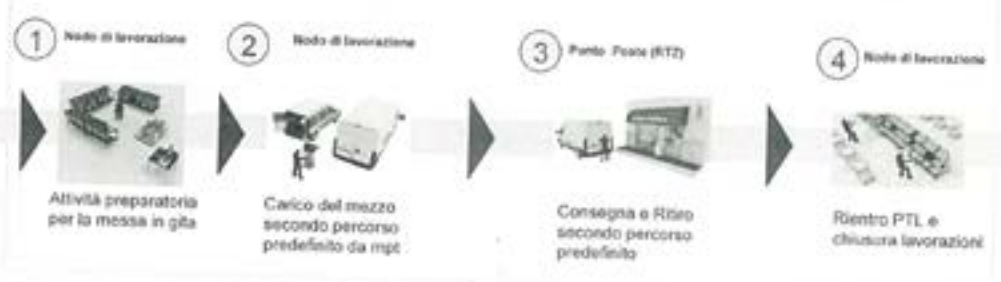 1 Nodo di lavorazione
Attività preparatoria
per la messa in gita
2 Nodo di lavorazione
Carico del mezzo
secondo percorso
predefinito da mpt
3 Punto Poste (RTZ)
Consegna e Ritiro
secondo percorso
predefinito
4 Nodo di lavorazione
Rientro PTL e
chiusura lavorazioni